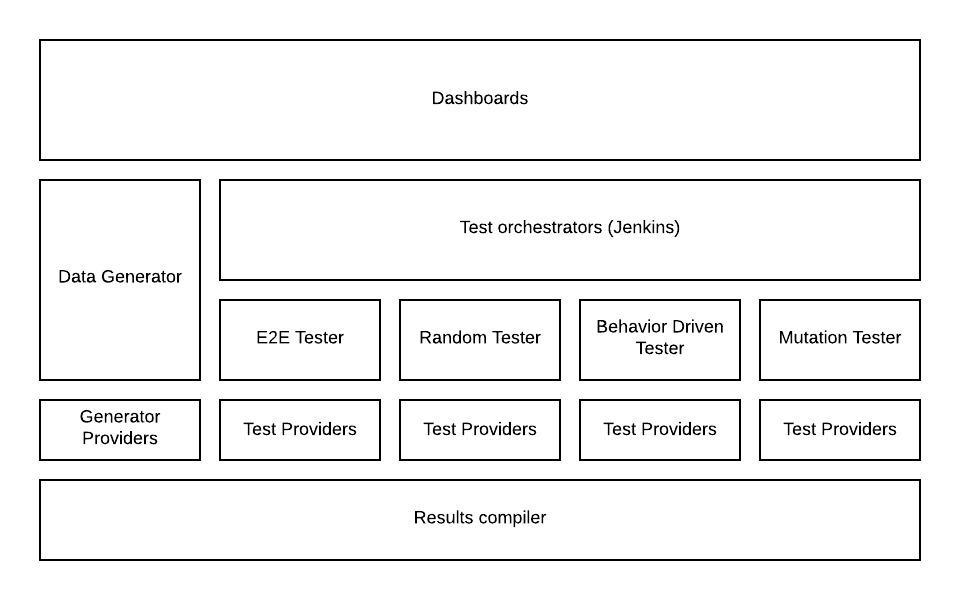 Dashboards
Test orchestrators (Jenkins)
Data Generator
E2E Tester
Random Tester
Behavior Driven
Tester
Mutation Tester
Generator
Providers
Test Providers
Test Providers
Test Providers
Test Providers
Results compiler